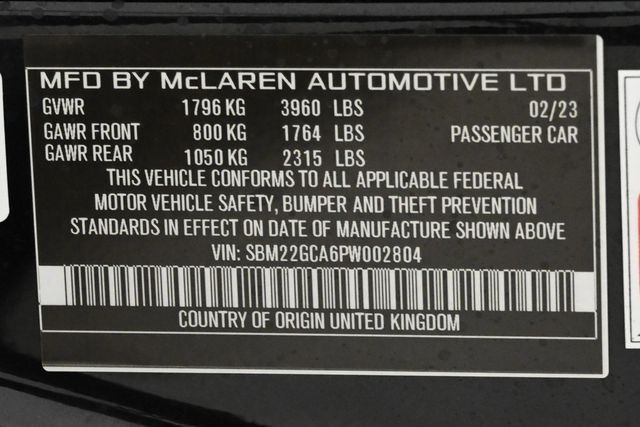 MFD BY McLAREN AUTOMOTIVE LTD
GVWR 1796 KG 3960 LBS 02/23
GAWR FRONT 800 KG 1764 LBS PASSENGER CAR
GAWR REAR 1050 KG 2315 LBS
THIS VEHICLE CONFORMS TO ALL APPLICABLE FEDERAL
MOTOR VEHICLE SAFETY, BUMPER AND THEFT PREVENTION
STANDARDS IN EFFECT ON DATE OF MANUFACTURE SHOWN ABOVE
VIN: SBM22GCA6PW002804
COUNTRY OF ORIGIN UNITED KINGDOM